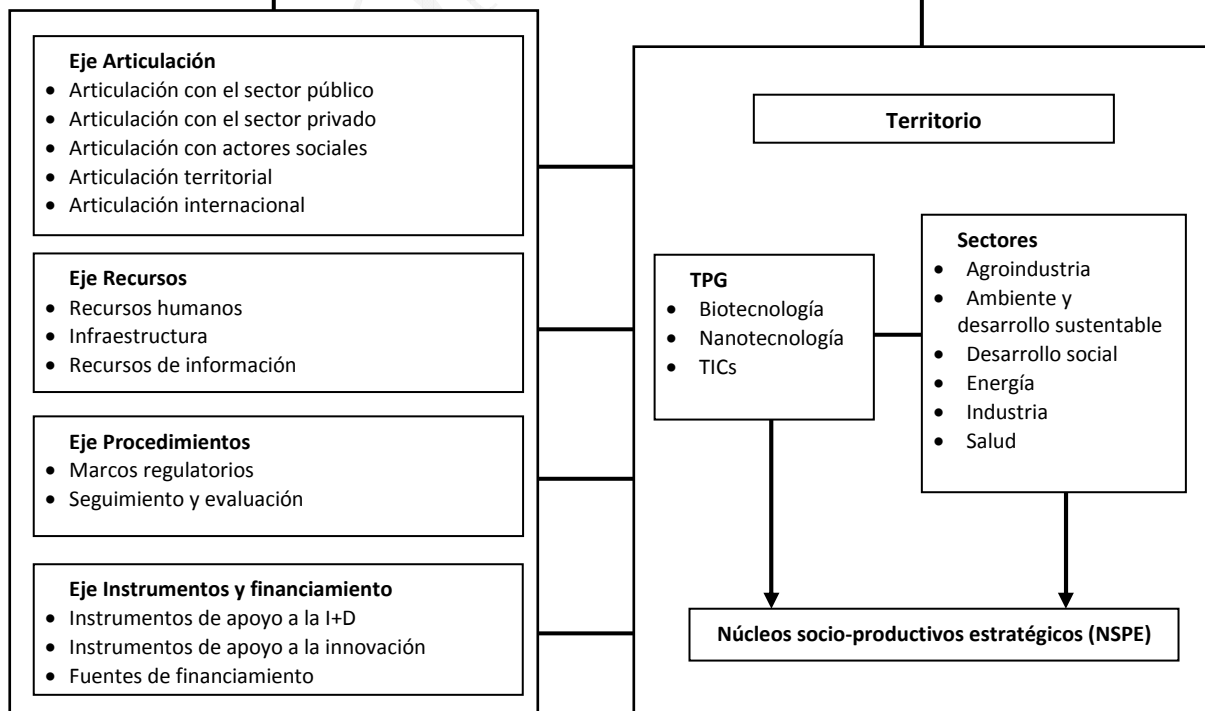 Eje Articulación
• Articulación con el sector público
• Articulación con el sector privado
• Articulación con actores sociales
• Articulación territorial
• Articulación internacional
Eje Recursos
• Recursos humanos
• Infraestructura
• Recursos de información
Eje Procedimientos
• Marcos regulatorios
• Seguimiento y evaluación
Eje Instrumentos y financiamiento
• Instrumentos de apoyo a la I+D
• Instrumentos de apoyo a la innovación
• Fuentes de financiamiento
Territorio
TPG
• Biotecnología
• Nanotecnología
• TICs
Sectores
• Agroindustria
• Ambiente y
desarrollo sustentable
• Desarrollo social
• Energía
• Industria
• Salud
Núcleos socio-productivos estratégicos (NSPE)